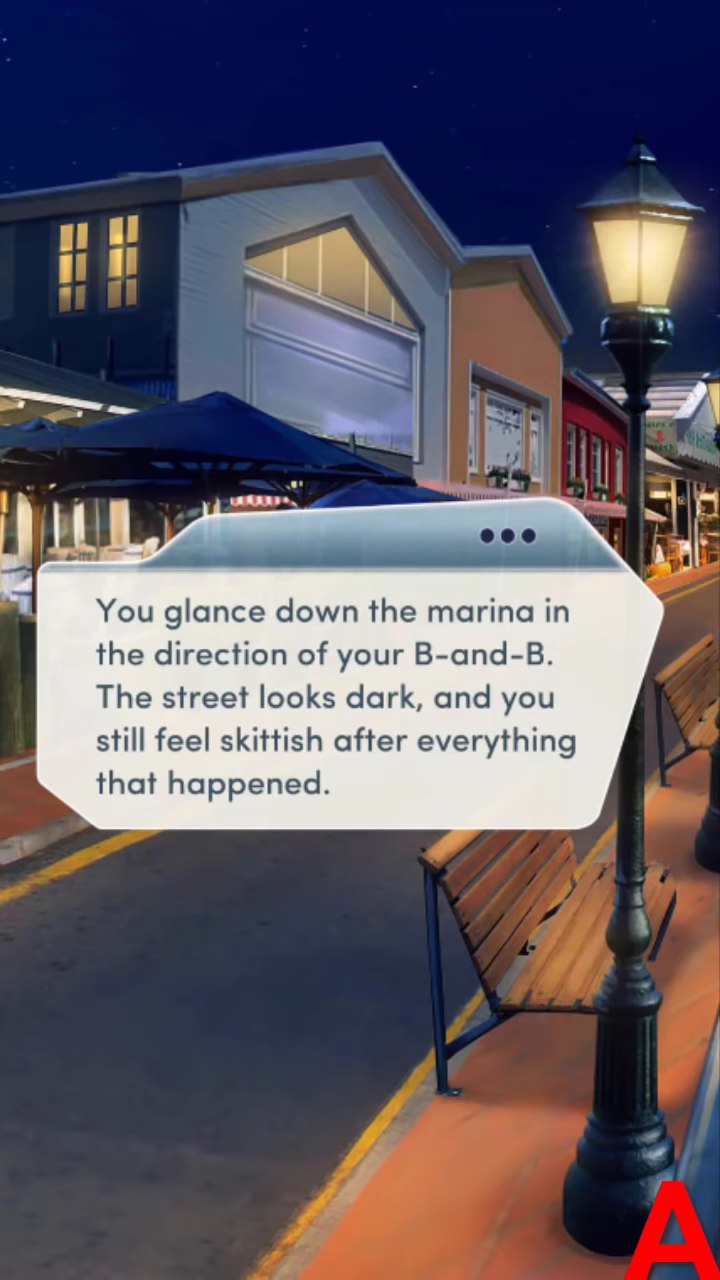 You glance down the marina in
the direction of your B-and-B.
The street looks dark, and you
still feel skittish after everything
that happened.
A